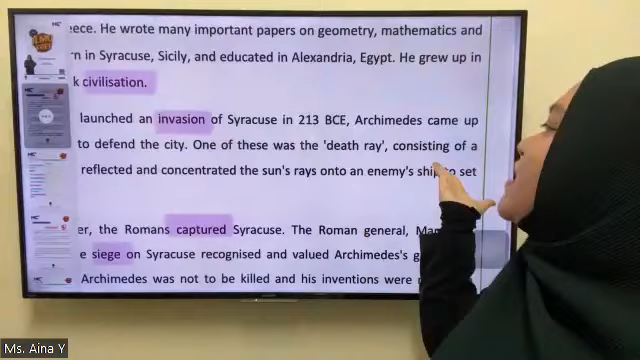 ece. He wrote many important papers on geometry, mathematics and
rn in Syracuse, Sicily, and educated in Alexandria, Egypt. He grew up in
k civilisation.
launched an invasion of Syracuse in 213 BCE, Archimedes came up
to defend the city. One of these was the 'death ray', consisting of a
reflected and concentrated the sun's rays onto an enemy's ship to set
er, the Romans captured Syracuse. The Roman general,
e siege on Syracuse recognised and valued Archimedes's
Archimedes was not to be killed and his inventions were
Ms. Aina Y